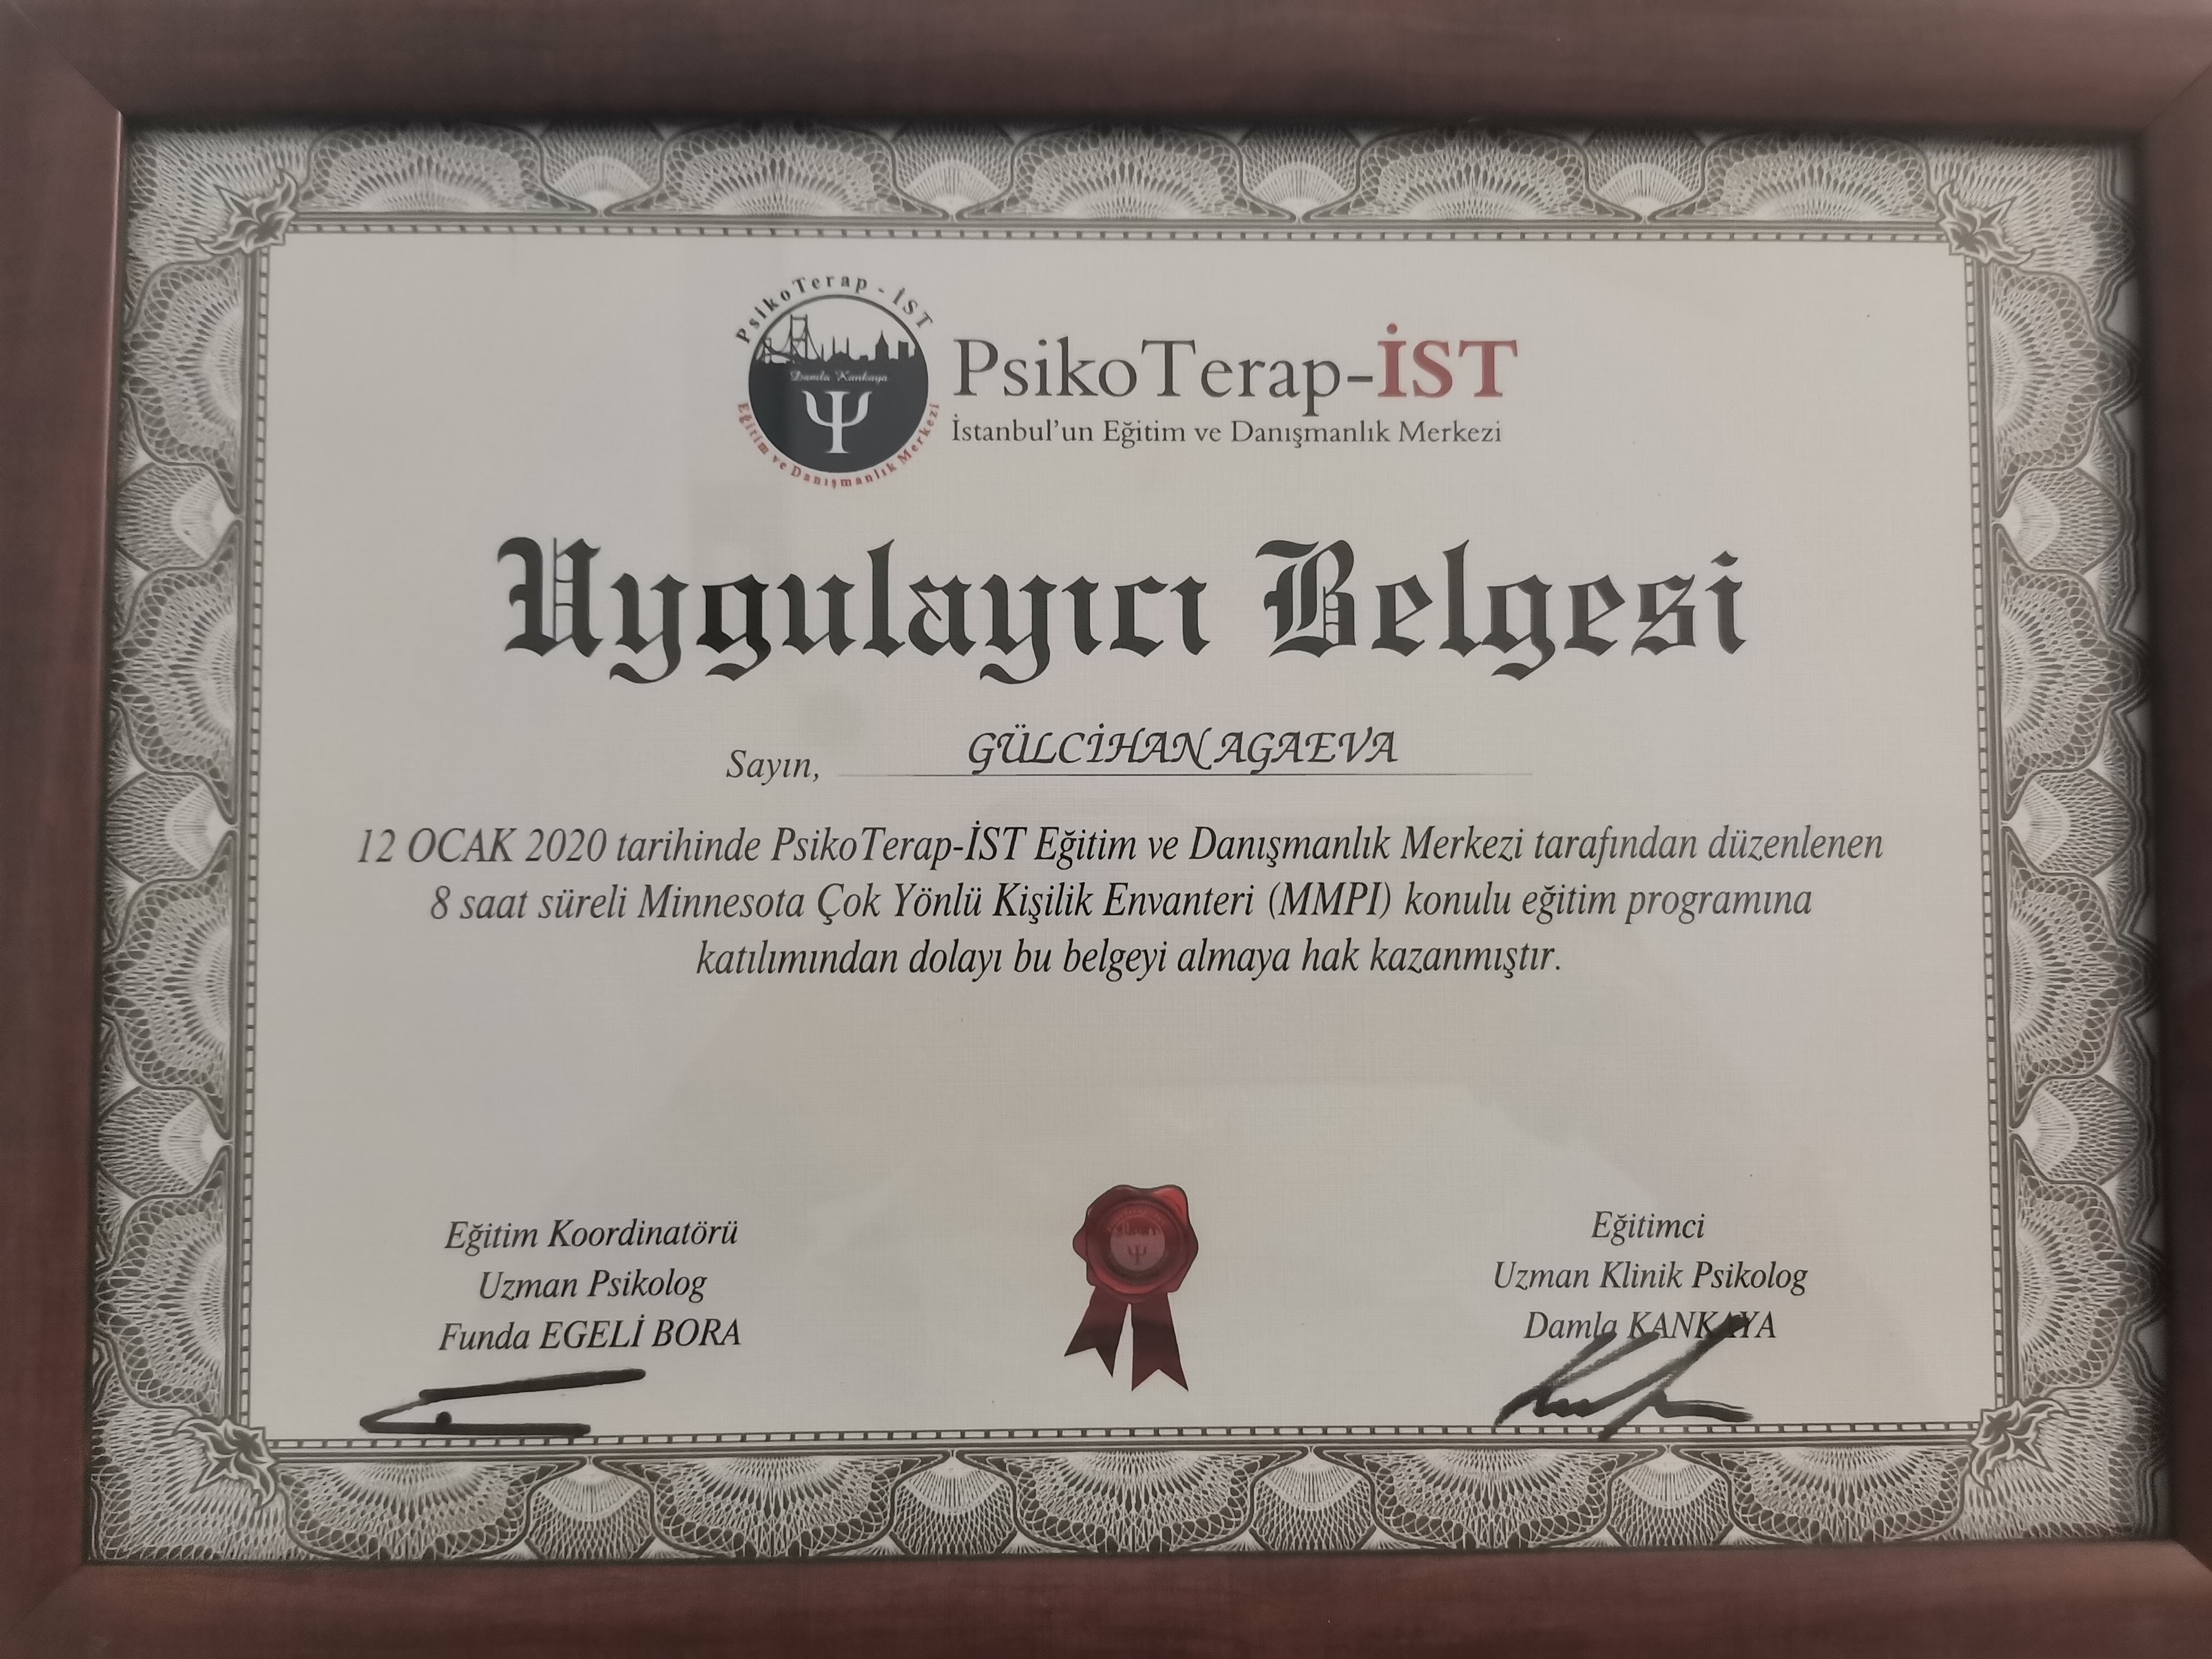 PsikoTerap - İST
Damla Kankaya
Eğitim ve Danışmanlık Merkezi
PsikoTerap-İST
İstanbul'un Eğitim ve Danışmanlık Merkezi
Uygulayıcı Belgesi
Sayın, GÜLCİHAN AGAEVA
12 OCAK 2020 tarihinde PsikoTerap-İST Eğitim ve Danışmanlık Merkezi tarafından düzenlenen
8 saat süreli Minnesota Çok Yönlü Kişilik Envanteri (MMPI) konulu eğitim programına
katılımından dolayı bu belgeyi almaya hak kazanmıştır.
Eğitim Koordinatörü
Uzman Psikolog
Funda EGELİ BORA
Eğitimci
Uzman Klinik Psikolog
Damla KANKAYA